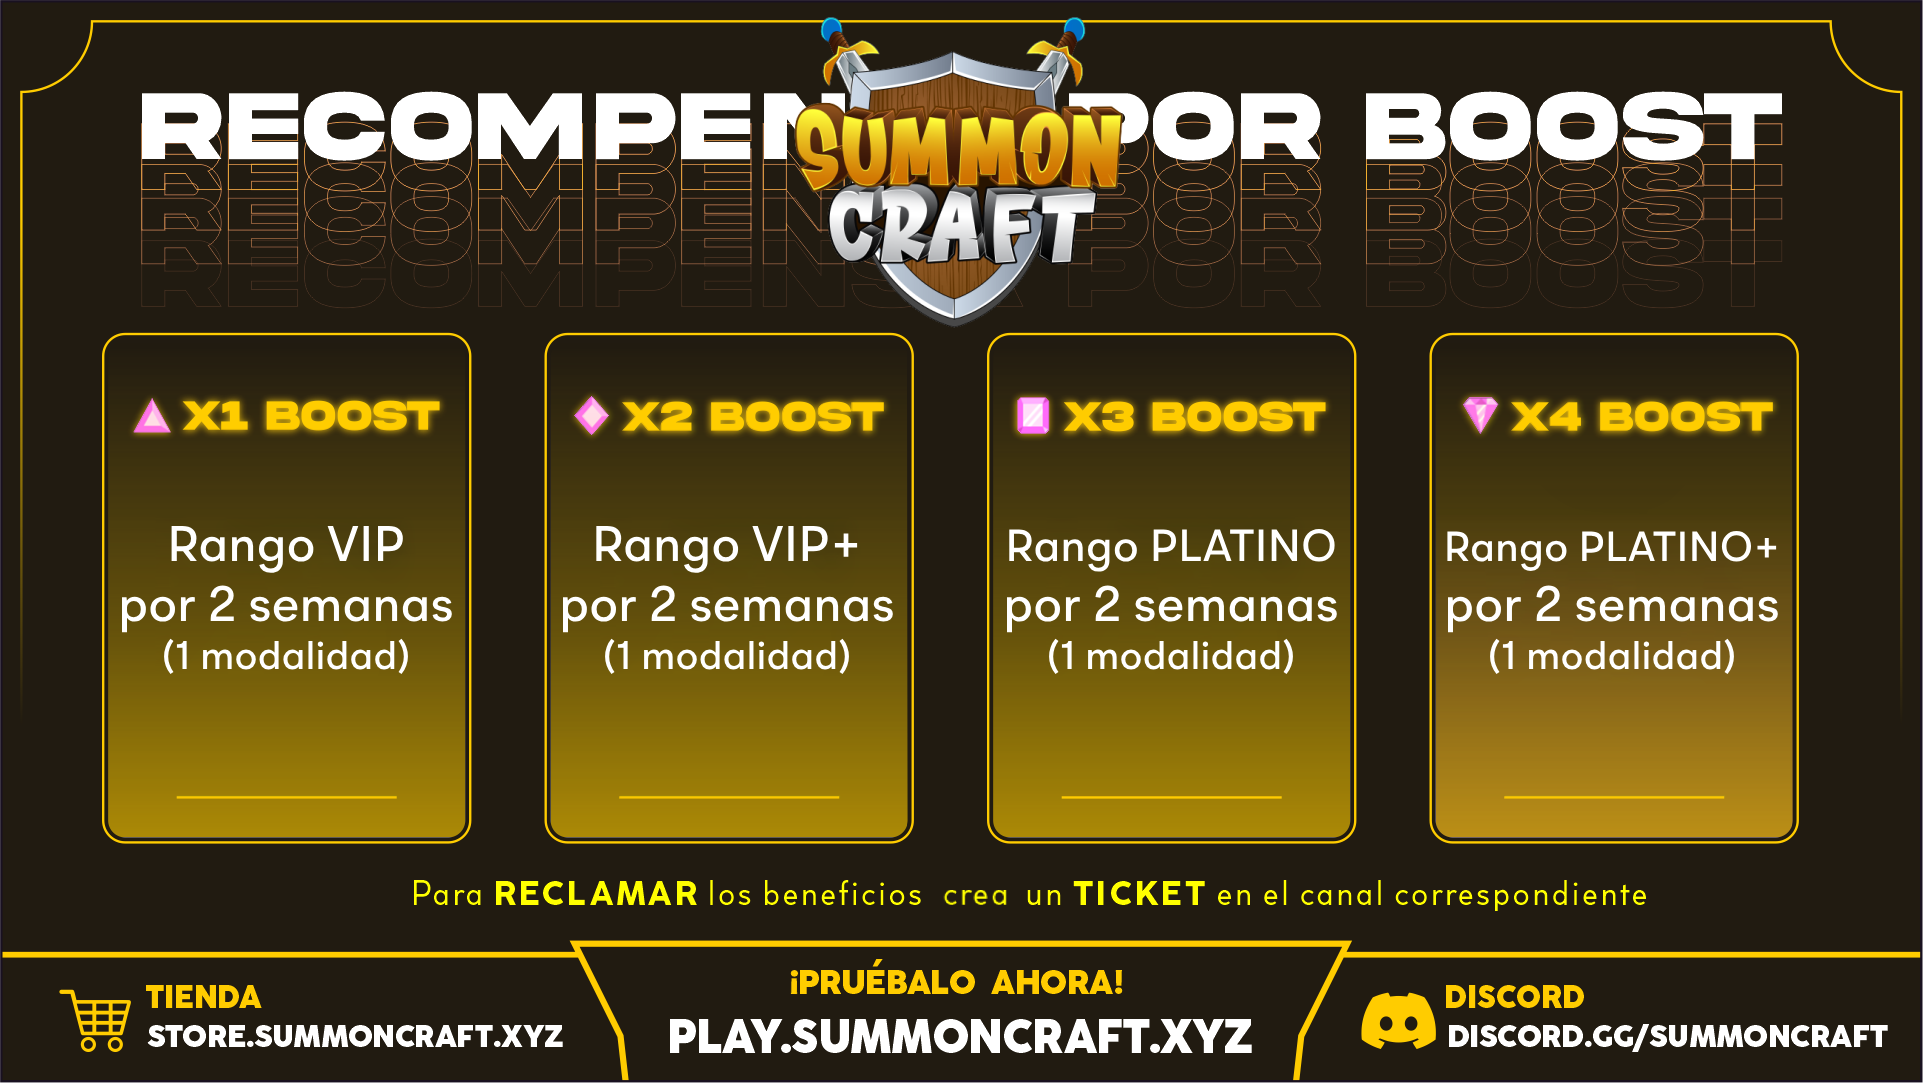 RECOMPENSA POR BOOST
SUMMON
CRAFT
X1 BOOST
Rango VIP
por 2 semanas
(1 modalidad)
X2 BOOST
Rango VIP+
por 2 semanas
(1 modalidad)
X3 BOOST
Rango PLATINO
por 2 semanas
(1 modalidad)
X4 BOOST
Rango PLATINO+
por 2 semanas
(1 modalidad)
Para RECLAMAR los beneficios crea un TICKET en el canal correspondiente
TIENDA
STORE.SUMMONCRAFT.XYZ
¡PRUÉBALO AHORA!
PLAY.SUMMONCRAFT.XYZ
DISCORD
DISCORD.GG/SUMMONCRAFT